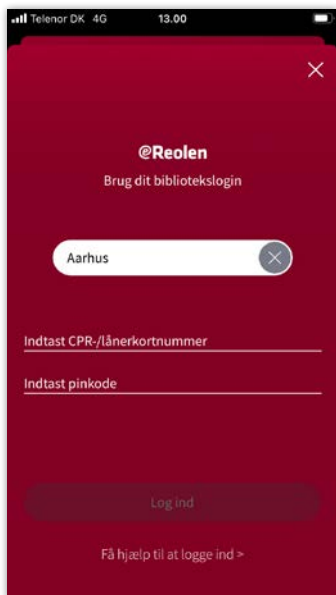 Telenor DK 4G 13.00
@Reolen
Brug dit bibliotekslogin
Aarhus
Indtast CPR-/lånerkortnummer
Indtast pinkode
Log ind
Få hjælp til at logge ind >